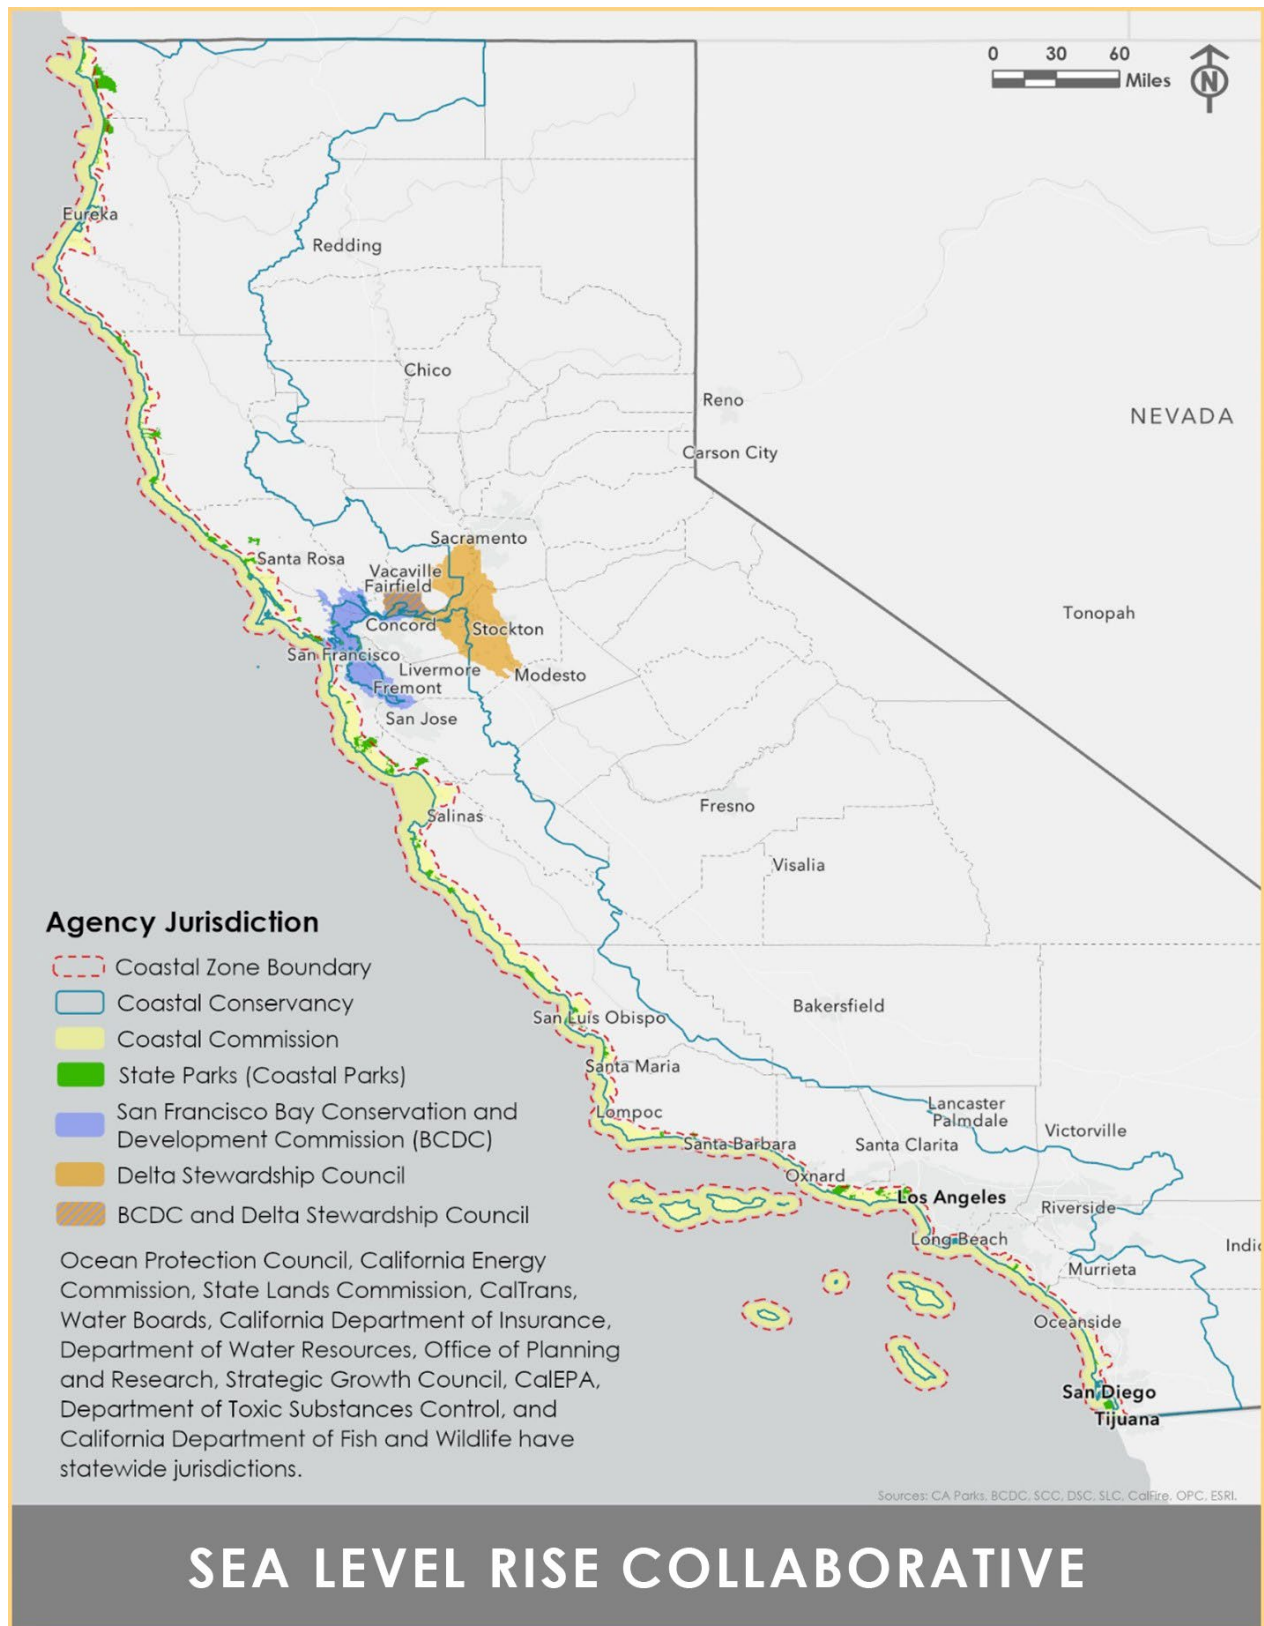 0 30 60
Miles
N
Eureka
Redding
Chico
Reno
NEVADA
Carson City
Sacramento
Santa Rosa
Vacaville
Fairfield
Tonopah
Concord
Stockton
San Francisco
Livermore
Modesto
Fremont
San Jose
Fresno
Salinas
Visalia
Agency Jurisdiction
Coastal Zone Boundary
Coastal Conservancy
Coastal Commission
State Parks (Coastal Parks)
San Francisco Bay Conservation and
Development Commission (BCDC)
Delta Stewardship Council
BCDC and Delta Stewardship Council
Bakersfield
San Luis Obispo
Santa Maria
Lompoc
Lancaster
Palmdale
Victorville
Santa Barbara
Santa Clarita
Oxnard
Los Angeles
Riverside
Long Beach
Indio
Murrieta
Oceanside
San Diego
Tijuana
Ocean Protection Council, California Energy
Commission, State Lands Commission, CalTrans,
Water Boards, California Department of Insurance,
Department of Water Resources, Office of Planning
and Research, Strategic Growth Council, CalEPA,
Department of Toxic Substances Control, and
California Department of Fish and Wildlife have
statewide jurisdictions.
Sources: CA Parks, BCDC, SCC, DSC, SLC, CalFire, OPC, ESRI.
SEA LEVEL RISE COLLABORATIVE